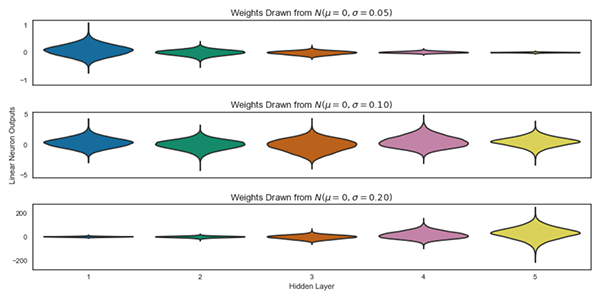 Weights Drawn from N(μ = 0, σ = 0.05)
1
0
−1
Weights Drawn from N(μ = 0, σ = 0.10)
Linear Neuron Outputs
5
0
−5
Weights Drawn from N(μ = 0, σ = 0.20)
200
0
−200
1 2 3 4 5
Hidden Layer